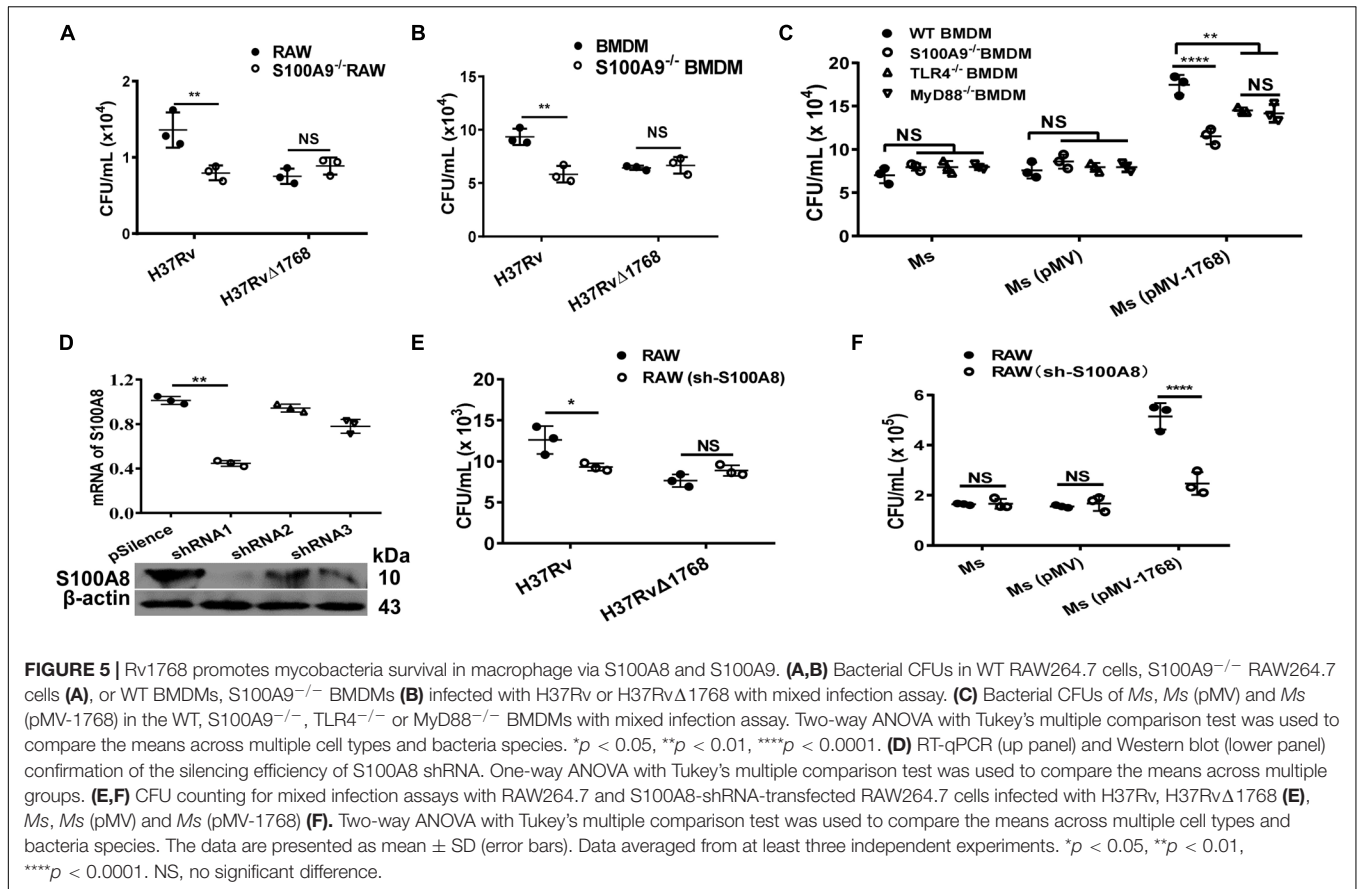 A
● RAW
○ S100A9-/-RAW
CFU/mL (x10⁴)
2
1
0
**
NS
H37Rv
H37RvΔ1768
B
● BMDM
○ S100A9-/- BMDM
CFU/mL (x10⁴)
15
10
5
0
**
NS
H37Rv
H37RvΔ1768
C
● WT BMDM
○ S100A9-/-BMDM
△ TLR4-/- BMDM
▽ MyD88-/-BMDM
CFU/mL (x 10⁴)
20
15
10
5
0
NS
NS
**
****
NS
Ms
Ms (pMV)
Ms (pMV-1768)
D
mRNA of S100A8
1.2
0.8
0.4
0.0
**
pSilence
shRNA1
shRNA2
shRNA3
kDa
S100A8
10
β-actin
43
E
● RAW
○ RAW (sh-S100A8)
CFU/mL (x 10³)
20
15
10
5
0
*
NS
H37Rv
H37RvΔ1768
F
● RAW
○ RAW（sh-S100A8）
CFU/mL (x 10⁵)
6
4
2
0
NS
NS
****
Ms
Ms (pMV)
Ms (pMV-1768)
FIGURE 5 | Rv1768 promotes mycobacteria survival in macrophage via S100A8 and S100A9. (A,B) Bacterial CFUs in WT RAW264.7 cells, S100A9−/− RAW264.7
cells (A), or WT BMDMs, S100A9−/− BMDMs (B) infected with H37Rv or H37RvΔ1768 with mixed infection assay. (C) Bacterial CFUs of Ms, Ms (pMV) and Ms
(pMV-1768) in the WT, S100A9−/−, TLR4−/− or MyD88−/− BMDMs with mixed infection assay. Two-way ANOVA with Tukey's multiple comparison test was used to
compare the means across multiple cell types and bacteria species. *p < 0.05, **p < 0.01, ****p < 0.0001. (D) RT-qPCR (up panel) and Western blot (lower panel)
confirmation of the silencing efficiency of S100A8 shRNA. One-way ANOVA with Tukey's multiple comparison test was used to compare the means across multiple
groups. (E,F) CFU counting for mixed infection assays with RAW264.7 and S100A8-shRNA-transfected RAW264.7 cells infected with H37Rv, H37RvΔ1768 (E),
Ms, Ms (pMV) and Ms (pMV-1768) (F). Two-way ANOVA with Tukey's multiple comparison test was used to compare the means across multiple cell types and
bacteria species. The data are presented as mean ± SD (error bars). Data averaged from at least three independent experiments. *p < 0.05, **p < 0.01,
****p < 0.0001. NS, no significant difference.